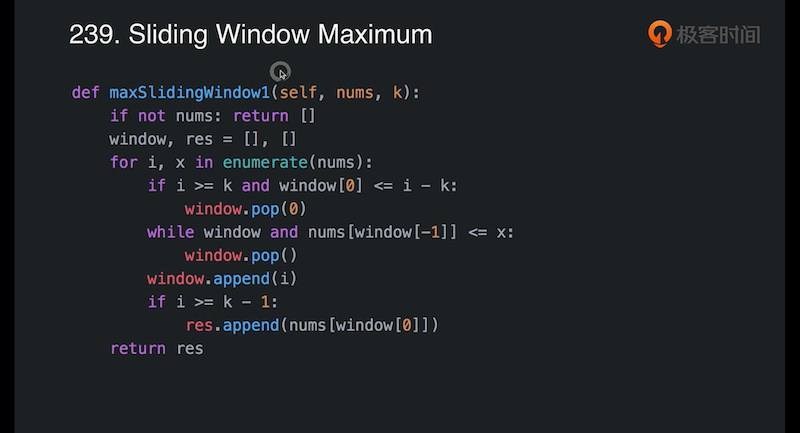 239. Sliding Window Maximum
极客时间
def maxSlidingWindow1(self, nums, k):
    if not nums: return []
    window, res = [], []
    for i, x in enumerate(nums):
        if i >= k and window[0] <= i - k:
            window.pop(0)
        while window and nums[window[-1]] <= x:
            window.pop()
        window.append(i)
        if i >= k - 1:
            res.append(nums[window[0]])
    return res